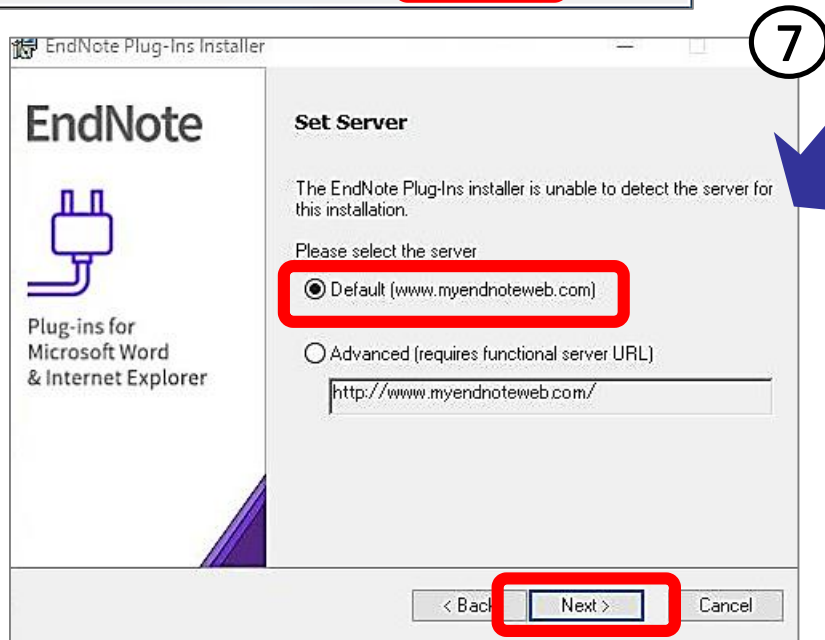 EndNote Plug-Ins Installer
7
EndNote
Set Server
The EndNote Plug-Ins installer is unable to detect the server for
this installation.
Please select the server
Default (www.myendnoteweb.com)
Plug-ins for
Microsoft Word
& Internet Explorer
Advanced (requires functional server URL)
http://www.myendnoteweb.com/
< Back
Next >
Cancel